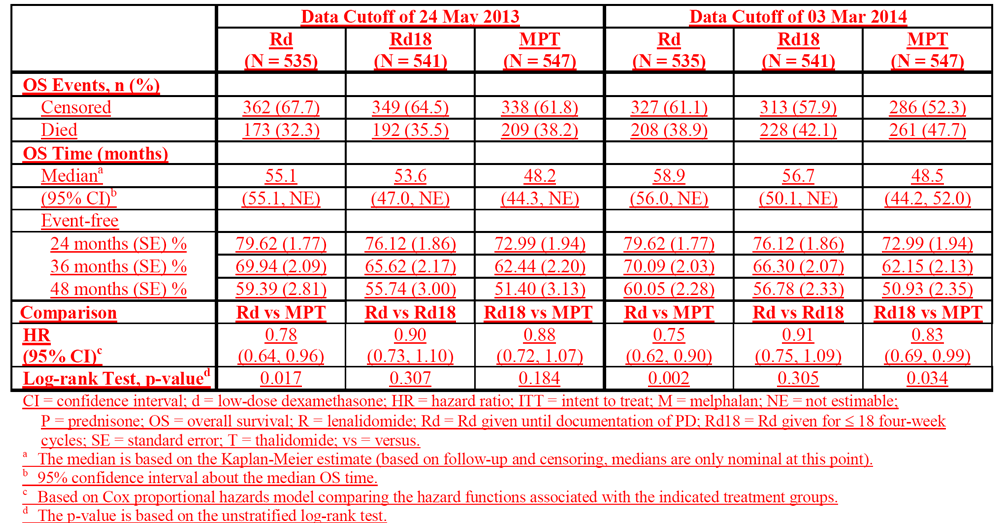 Data Cutoff of 24 May 2013 Data Cutoff of 03 Mar 2014
Rd Rd18 MPT Rd Rd18 MPT
(N = 535) (N = 541) (N = 547) (N = 535) (N = 541) (N = 547)
OS Events, n (%)
Censored 362 (67.7) 349 (64.5) 338 (61.8) 327 (61.1) 313 (57.9) 286 (52.3)
Died 173 (32.3) 192 (35.5) 209 (38.2) 208 (38.9) 228 (42.1) 261 (47.7)
OS Time (months)
Medianᵃ 55.1 53.6 48.2 58.9 56.7 48.5
(95% CI)ᵇ (55.1, NE) (47.0, NE) (44.3, NE) (56.0, NE) (50.1, NE) (44.2, 52.0)
Event-free
24 months (SE) % 79.62 (1.77) 76.12 (1.86) 72.99 (1.94) 79.62 (1.77) 76.12 (1.86) 72.99 (1.94)
36 months (SE) % 69.94 (2.09) 65.62 (2.17) 62.44 (2.20) 70.09 (2.03) 66.30 (2.07) 62.15 (2.13)
48 months (SE) % 59.39 (2.81) 55.74 (3.00) 51.40 (3.13) 60.05 (2.28) 56.78 (2.33) 50.93 (2.35)
Comparison Rd vs MPT Rd vs Rd18 Rd18 vs MPT Rd vs MPT Rd vs Rd18 Rd18 vs MPT
HR 0.78 0.90 0.88 0.75 0.91 0.83
(95% CI)ᶜ (0.64, 0.96) (0.73, 1.10) (0.72, 1.07) (0.62, 0.90) (0.75, 1.09) (0.69, 0.99)
Log-rank Test, p-valueᵈ 0.017 0.307 0.184 0.002 0.305 0.034
CI = confidence interval; d = low-dose dexamethasone; HR = hazard ratio; ITT = intent to treat; M = melphalan; NE = not estimable;
P = prednisone; OS = overall survival; R = lenalidomide; Rd = Rd given until documentation of PD; Rd18 = Rd given for ≤ 18 four-week
cycles; SE = standard error; T = thalidomide; vs = versus.
ᵃ The median is based on the Kaplan-Meier estimate (based on follow-up and censoring, medians are only nominal at this point).
ᵇ 95% confidence interval about the median OS time.
ᶜ Based on Cox proportional hazards model comparing the hazard functions associated with the indicated treatment groups.
ᵈ The p-value is based on the unstratified log-rank test.